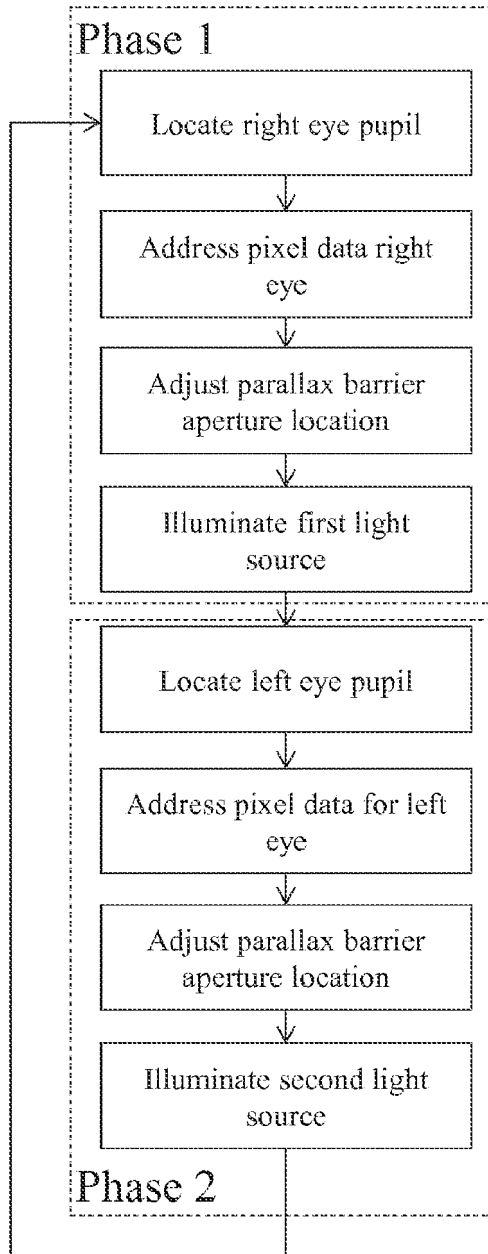 Phase 1
Locate right eye pupil
Address pixel data right
eye
Adjust parallax barrier
aperture location
Illuminate first light
source
Locate left eye pupil
Address pixel data for left
eye
Adjust parallax barrier
aperture location
Illuminate second light
source
Phase 2